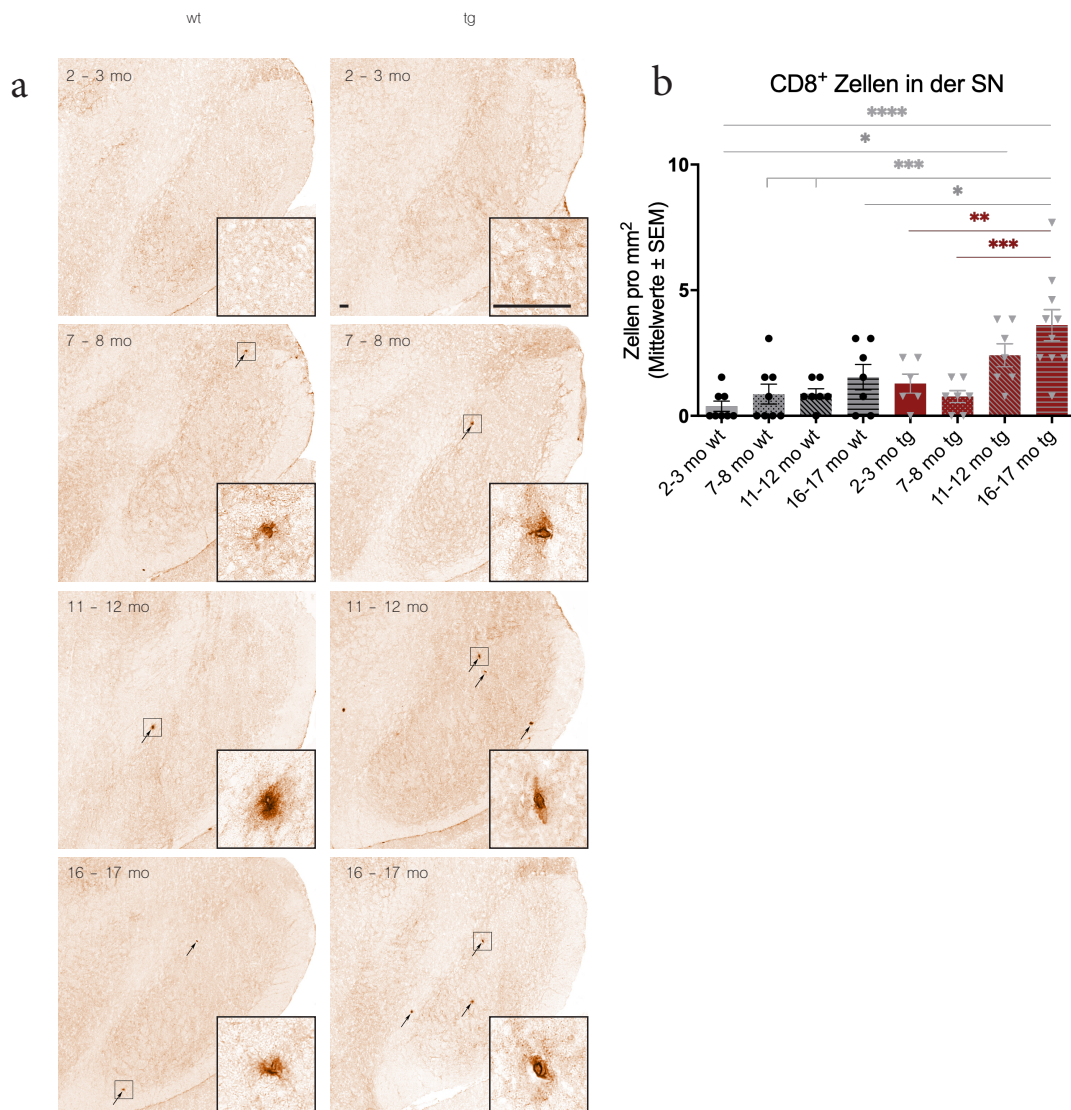 wt
tg
a
2 – 3 mo
2 – 3 mo
7 – 8 mo
7 – 8 mo
11 – 12 mo
11 – 12 mo
16 – 17 mo
16 – 17 mo
b
CD8⁺ Zellen in der SN
****
*
***
*
**
***
Zellen pro mm²
(Mittelwerte ± SEM)
10
5
0
2-3 mo wt
7-8 mo wt
11-12 mo wt
16-17 mo wt
2-3 mo tg
7-8 mo tg
11-12 mo tg
16-17 mo tg